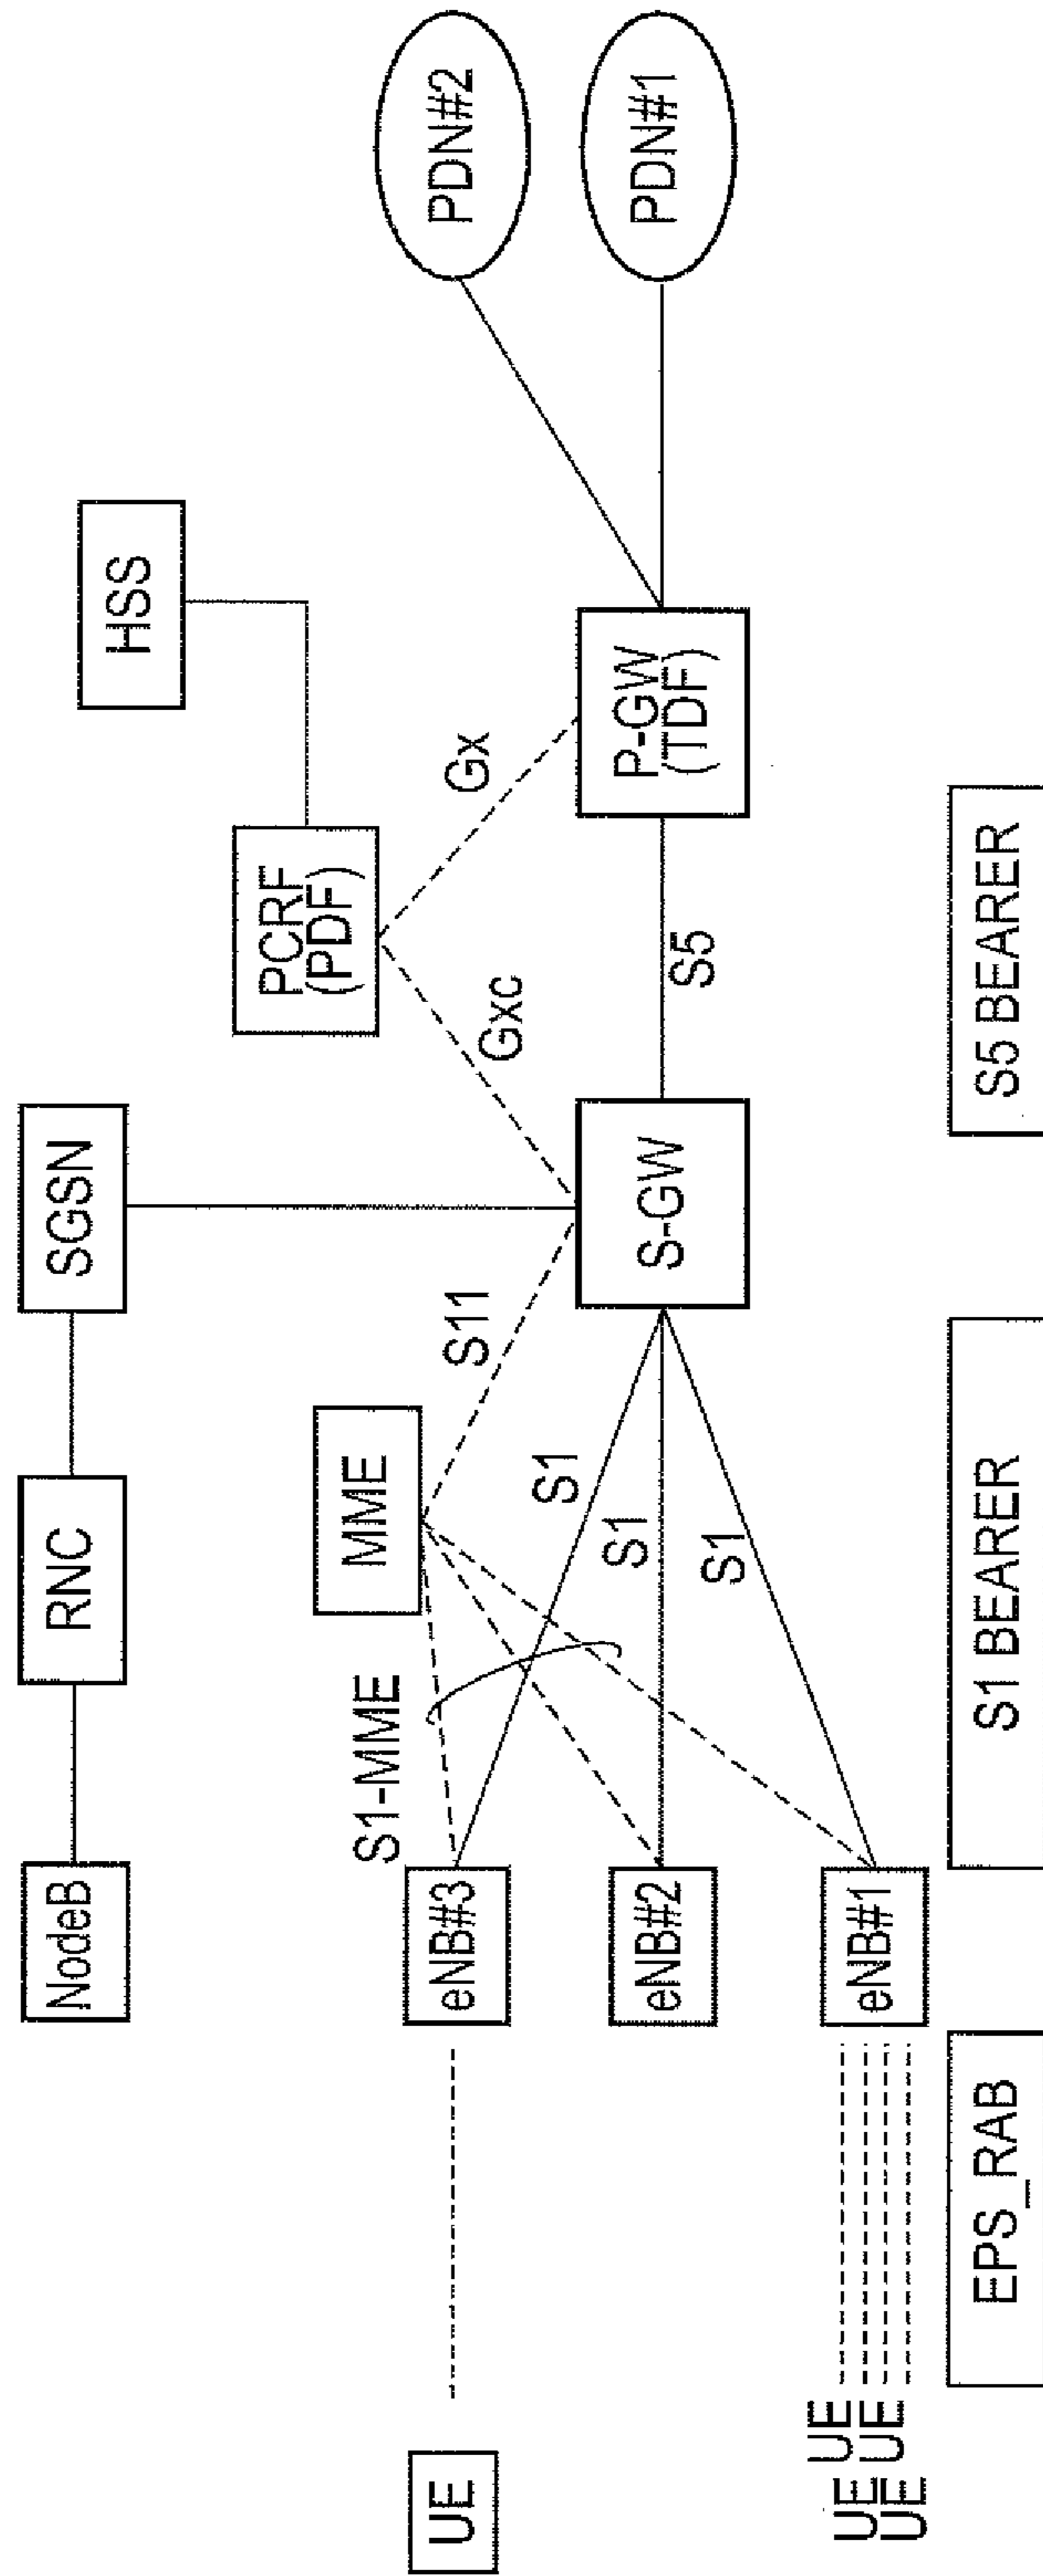 NodeB
RNC
SGSN
HSS
PCRF
(PDF)
MME
S1-MME
S11
Gxc
Gx
UE
eNB#3
eNB#2
eNB#1
S1
S1
S1
S-GW
S5
P-GW
(TDF)
PDN#2
PDN#1
UE UE
UE UE
UE
EPS_RAB
S1 BEARER
S5 BEARER